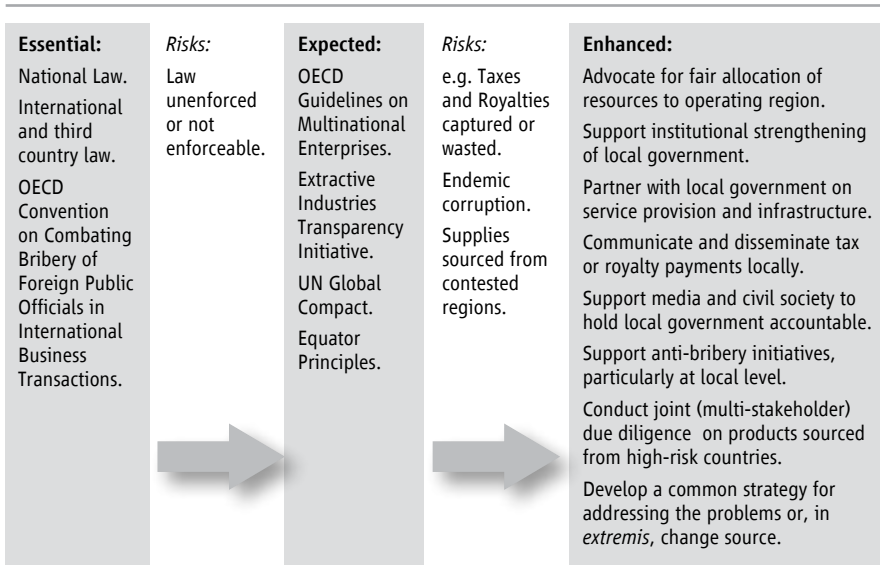 Essential:
National Law.
International
and third
country law.
OECD
Convention
on Combating
Bribery of
Foreign Public
Officials in
International
Business
Transactions.
Risks:
Law
unenforced
or not
enforceable.
Expected:
OECD
Guidelines on
Multinational
Enterprises.
Extractive
Industries
Transparency
Initiative.
UN Global
Compact.
Equator
Principles.
Risks:
e.g. Taxes
and Royalties
captured or
wasted.
Endemic
corruption.
Supplies
sourced from
contested
regions.
Enhanced:
Advocate for fair allocation of
resources to operating region.
Support institutional strengthening
of local government.
Partner with local government on
service provision and infrastructure.
Communicate and disseminate tax
or royalty payments locally.
Support media and civil society to
hold local government accountable.
Support anti-bribery initiatives,
particularly at local level.
Conduct joint (multi-stakeholder)
due diligence on products sourced
from high-risk countries.
Develop a common strategy for
addressing the problems or, in
extremis, change source.